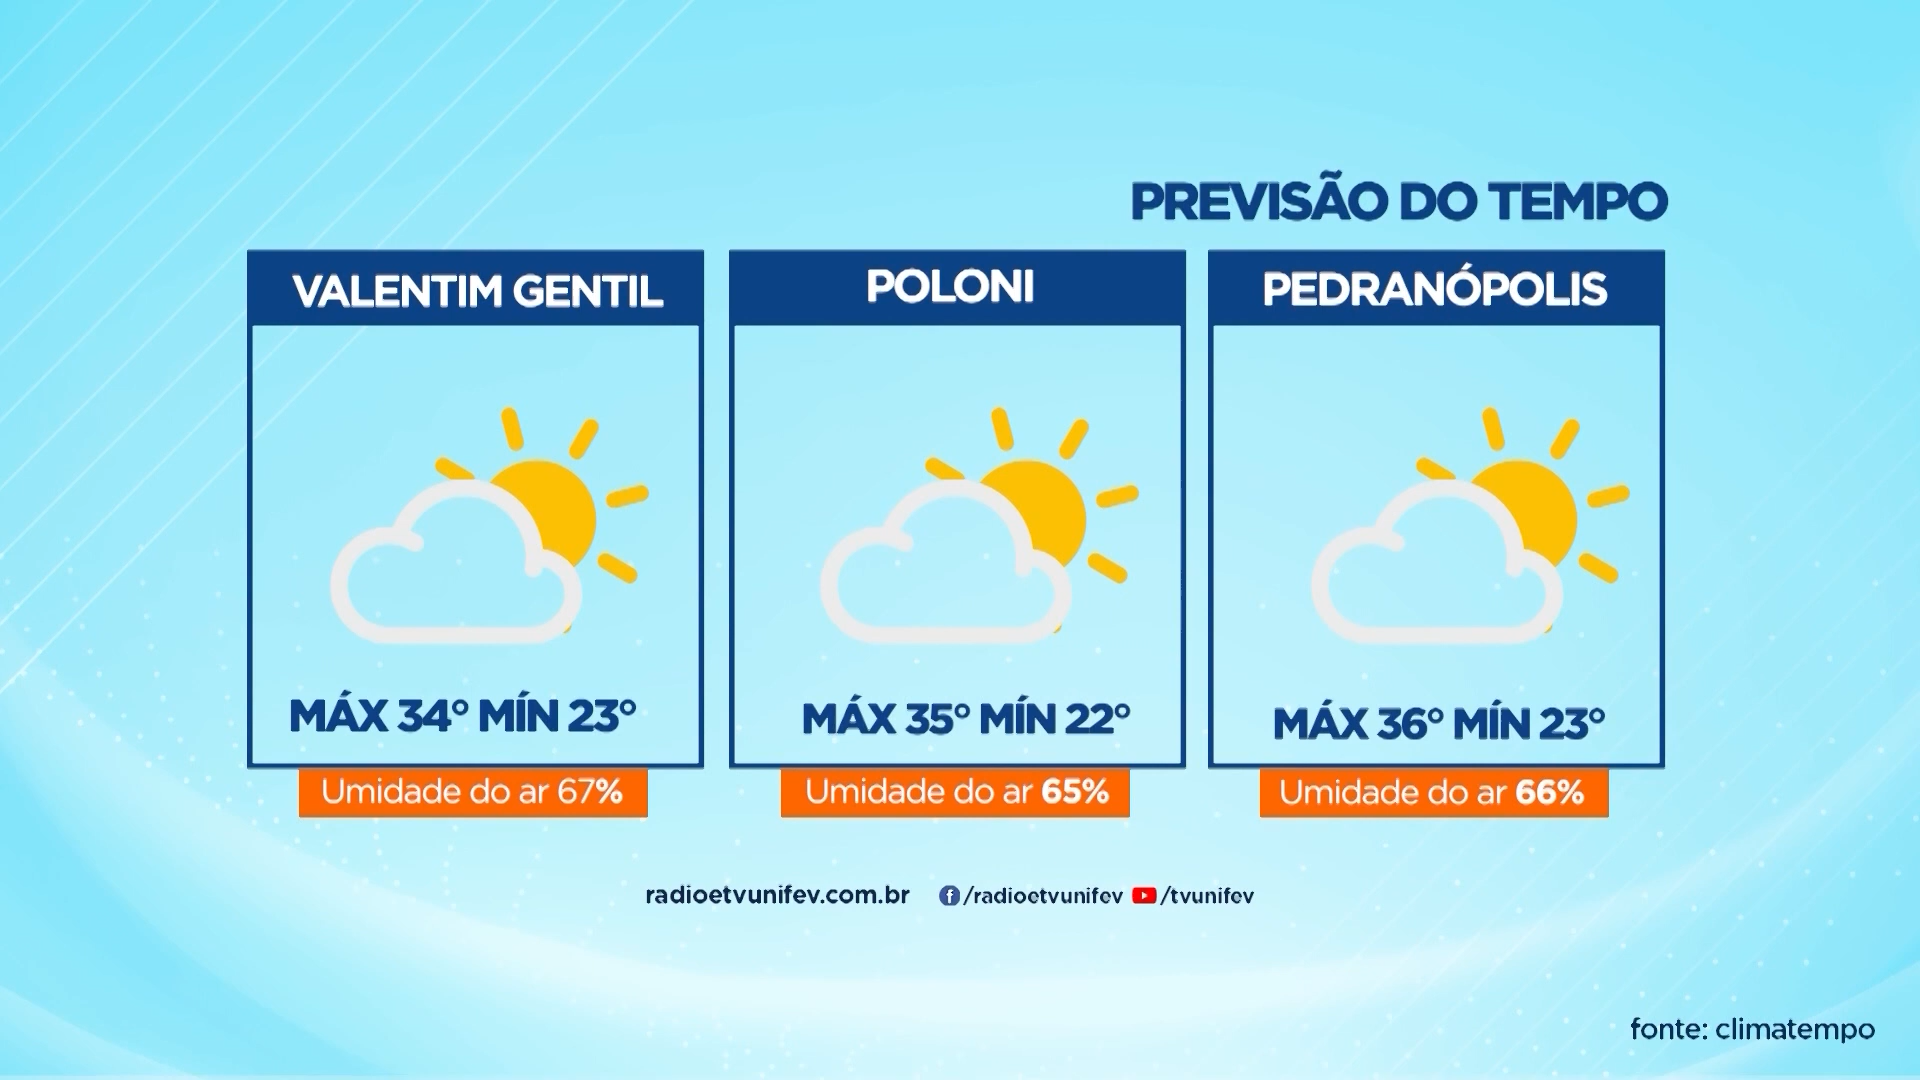 PREVISÃO DO TEMPO
VALENTIM GENTIL
MÁX 34° MÍN 23°
Umidade do ar 67%
POLONI
MÁX 35° MÍN 22°
Umidade do ar 65%
PEDRANÓPOLIS
MÁX 36° MÍN 23°
Umidade do ar 66%
radioetvunifev.com.br /radioetvunifev /tvunifev
fonte: climatempo